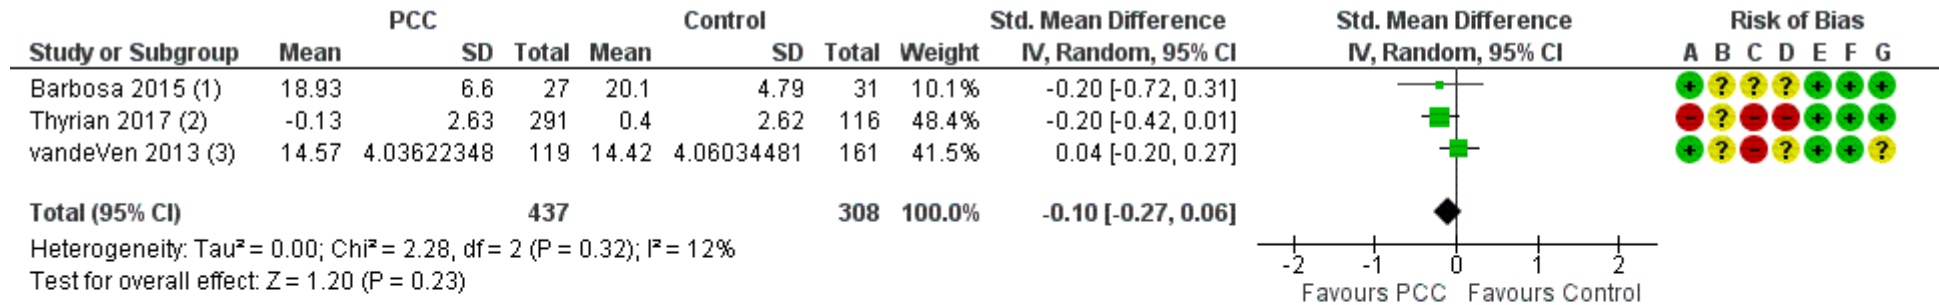 PCC Control Std. Mean Difference Std. Mean Difference Risk of Bias
Study or Subgroup Mean SD Total Mean SD Total Weight IV, Random, 95% CI IV, Random, 95% CI A B C D E F G
Barbosa 2015 (1) 18.93 6.6 27 20.1 4.79 31 10.1% -0.20 [-0.72, 0.31] + ? ? ? + + +
Thyrian 2017 (2) -0.13 2.63 291 0.4 2.62 116 48.4% -0.20 [-0.42, 0.01] - ? - - + + +
vandeVen 2013 (3) 14.57 4.03622348 119 14.42 4.06034481 161 41.5% 0.04 [-0.20, 0.27] + ? - ? + + ?
Total (95% CI) 437 308 100.0% -0.10 [-0.27, 0.06]
Heterogeneity: Tau² = 0.00; Chi² = 2.28, df = 2 (P = 0.32); I² = 12%
Test for overall effect: Z = 1.20 (P = 0.23)
-2 -1 0 1 2
Favours PCC Favours Control